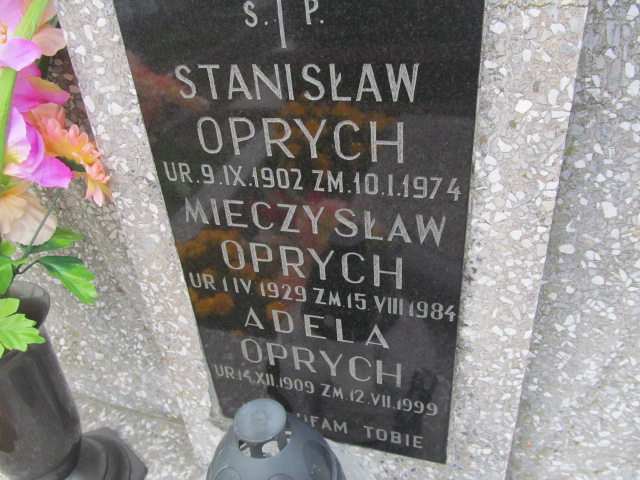 Ś. P.
STANISŁAW
OPRYCH
UR. 9. IX. 1902 ZM. 10. I. 1974
MIECZYSŁAW
OPRYCH
UR 1 IV 1929 ZM 15 VIII 1984
ADELA
OPRYCH
UR. 14. XII. 1909 ZM. 12. VII. 1999
UFAM TOBIE